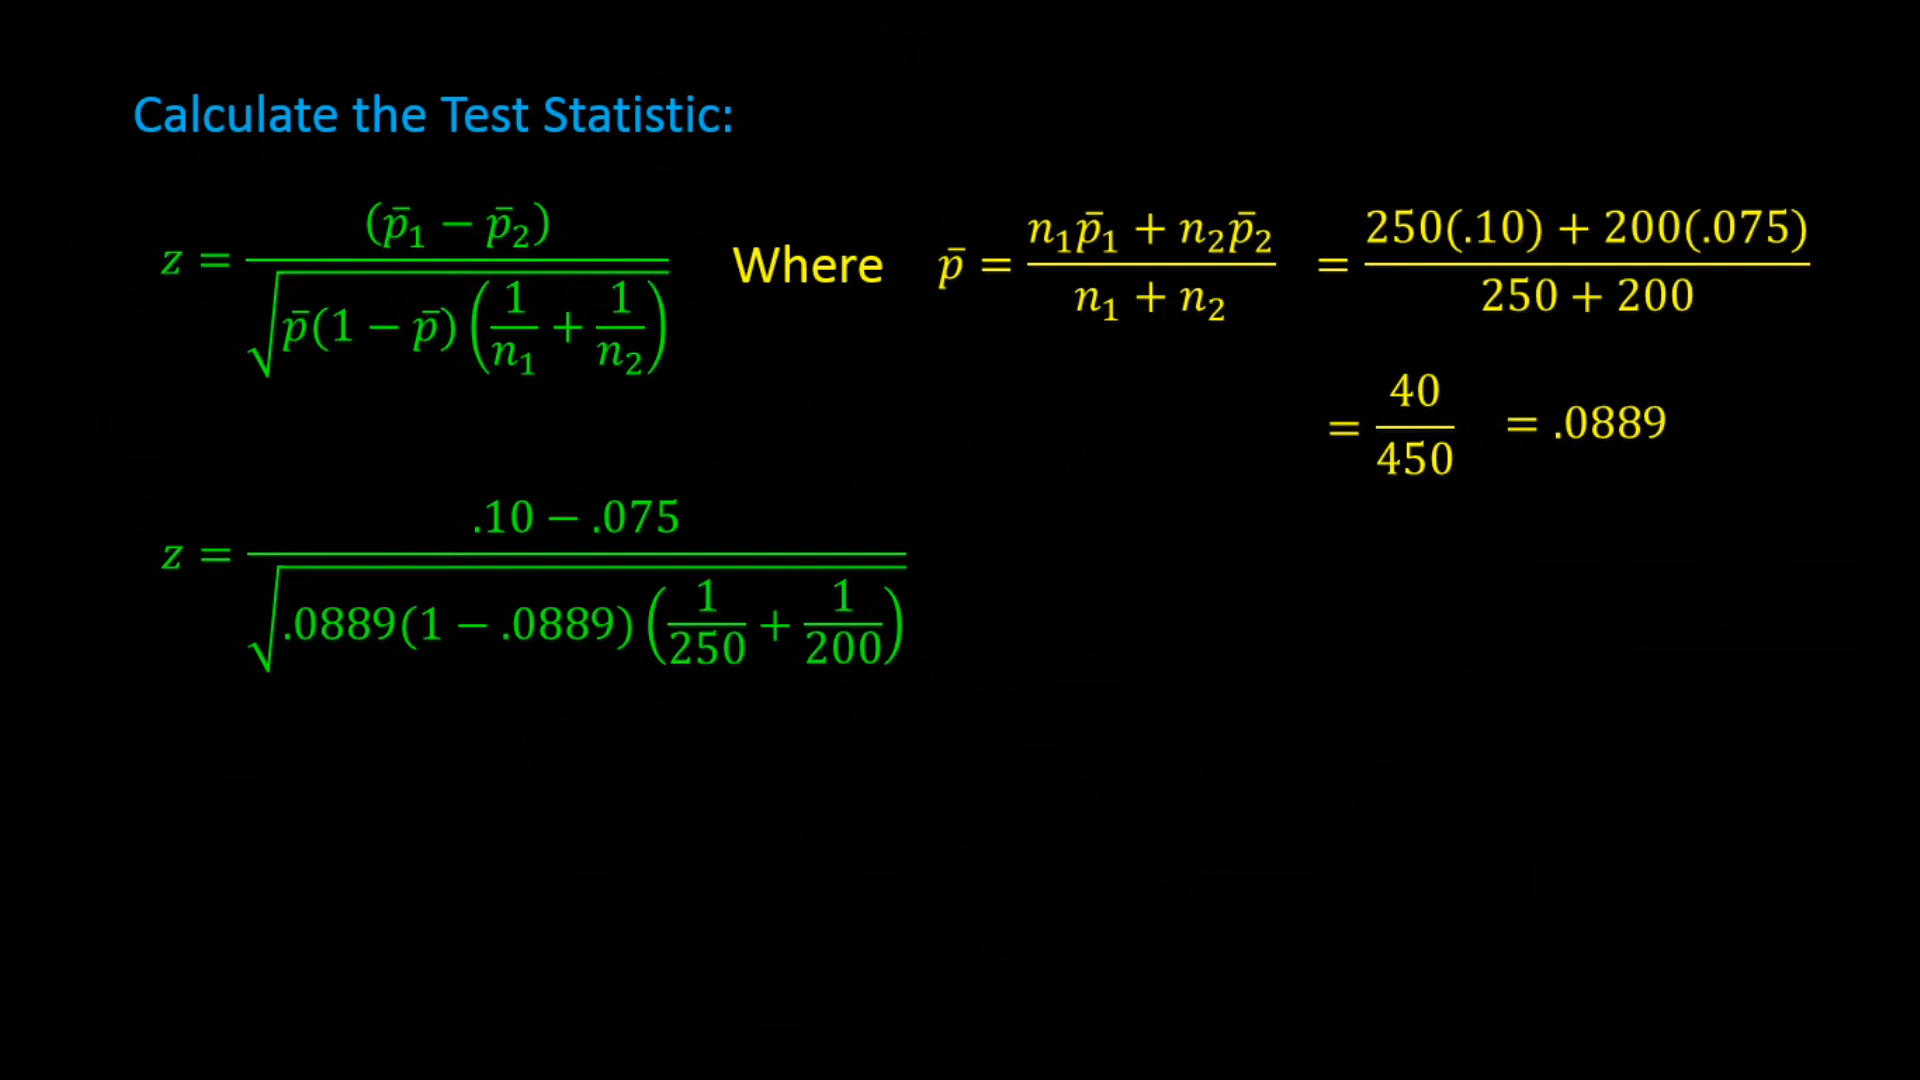 Calculate the Test Statistic:
z = (p̄₁ − p̄₂) / √(p̄(1 − p̄)(1/n₁ + 1/n₂)) Where p̄ = (n₁p̄₁ + n₂p̄₂) / (n₁ + n₂) = (250(.10) + 200(.075)) / (250 + 200)
= 40/450 = .0889
z = (.10 − .075) / √(.0889(1 − .0889)(1/250 + 1/200))